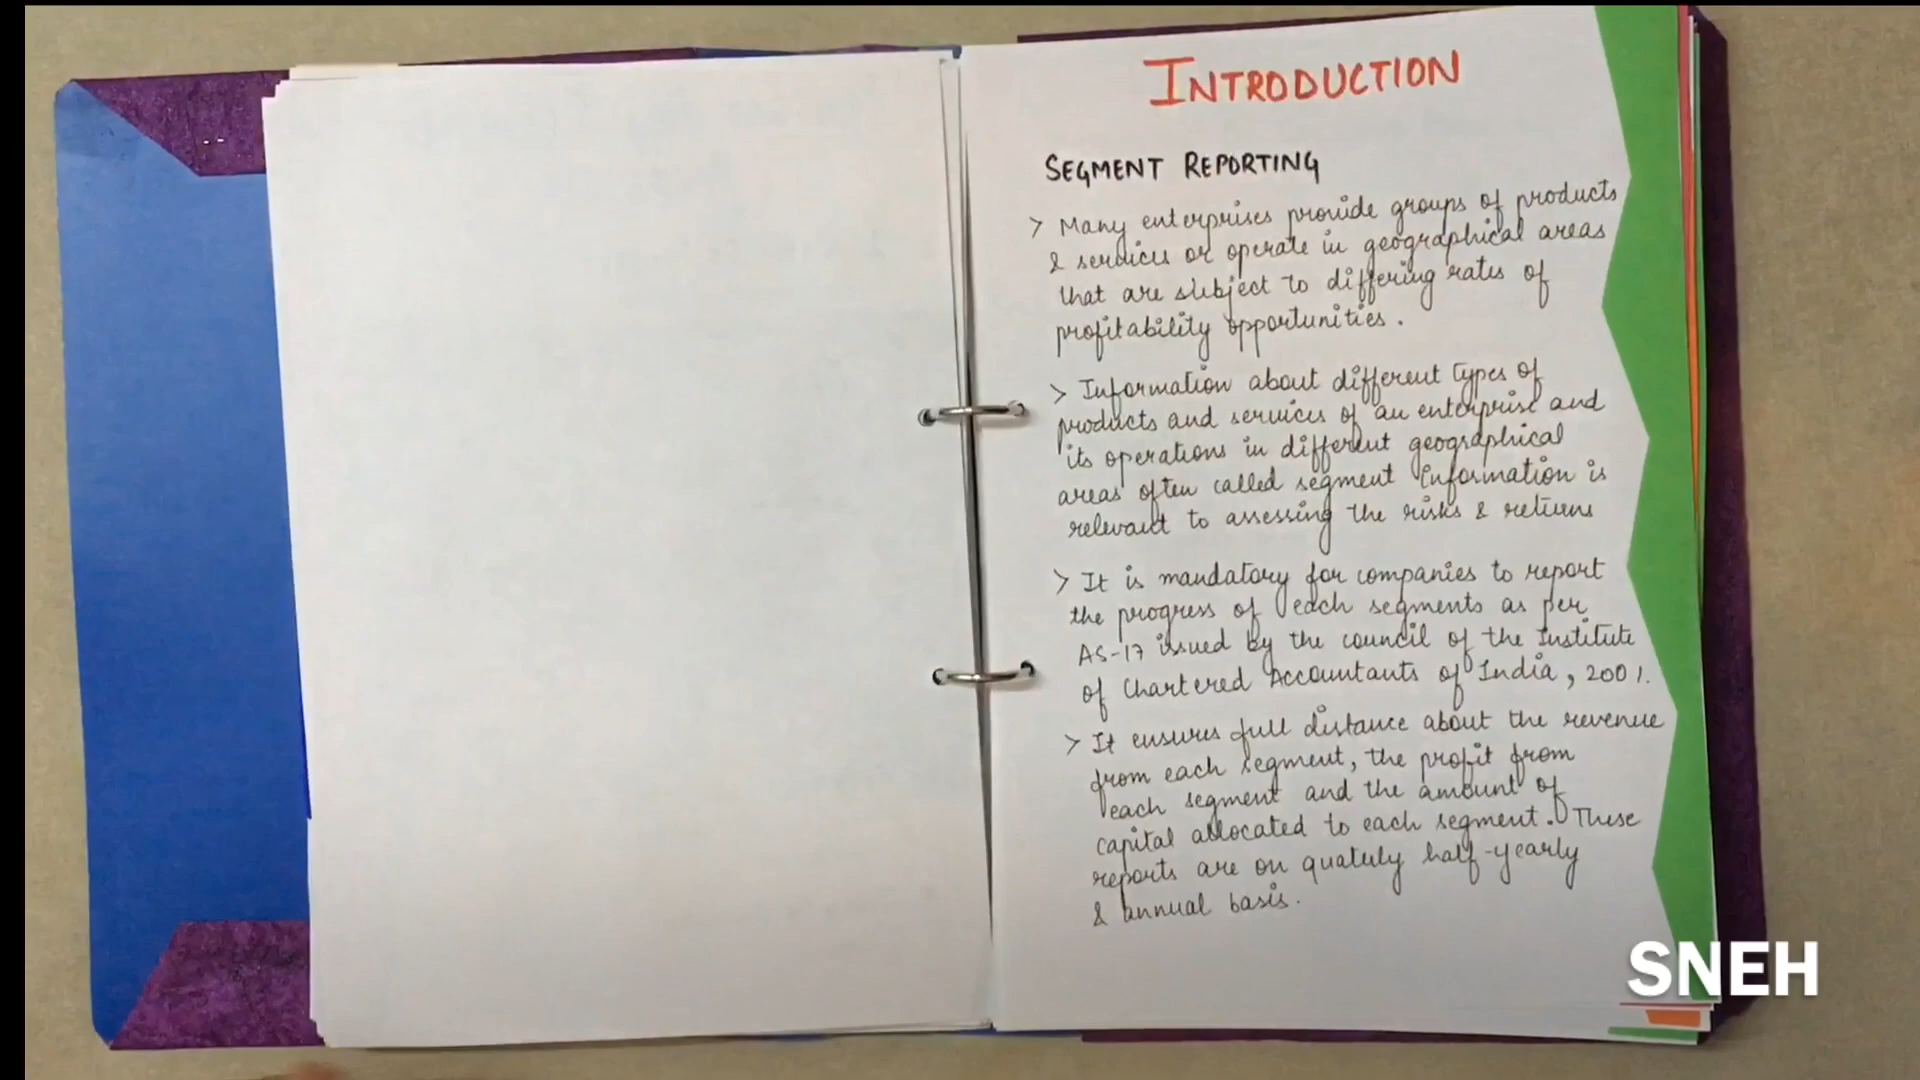 INTRODUCTION
SEGMENT REPORTING
> Many enterprises provide groups of products
& services or operate in geographical areas
that are subject to differing rates of
profitability opportunities.
> Information about different types of
products and services of an enterprise and
its operations in different geographical
areas often called segment information is
relevant to assessing the risks & returns
> It is mandatory for companies to report
the progress of each segments as per
AS-17 issued by the council of the Institute
of Chartered Accountants of India, 2001.
> It ensures full distance about the revenue
from each segment, the profit from
each segment and the amount of
capital allocated to each segment. These
reports are on quatuly half-yearly
& annual basis.
SNEH